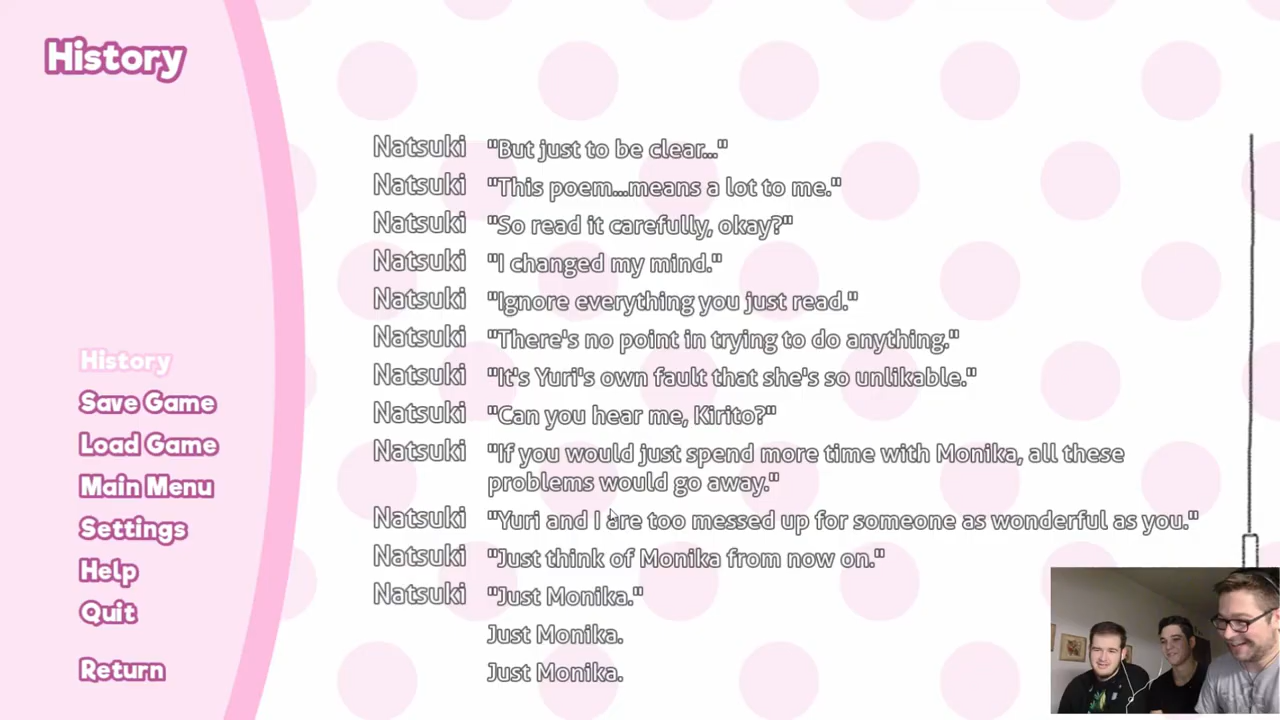 History
Natsuki "But just to be clear..."
Natsuki "This poem...means a lot to me."
Natsuki "So read it carefully, okay?"
Natsuki "I changed my mind."
Natsuki "Ignore everything you just read."
Natsuki "There's no point in trying to do anything."
Natsuki "It's Yuri's own fault that she's so unlikable."
Natsuki "Can you hear me, Kirito?"
Natsuki "If you would just spend more time with Monika, all these
problems would go away."
Natsuki "Yuri and I are too messed up for someone as wonderful as you."
Natsuki "Just think of Monika from now on."
Natsuki "Just Monika."
Just Monika.
Just Monika.
History
Save Game
Load Game
Main Menu
Settings
Help
Quit
Return